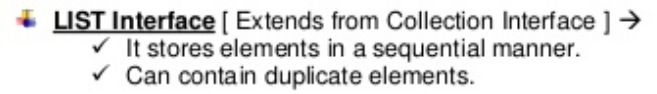 LIST Interface [ Extends from Collection Interface ] →
✓ It stores elements in a sequential manner.
✓ Can contain duplicate elements.